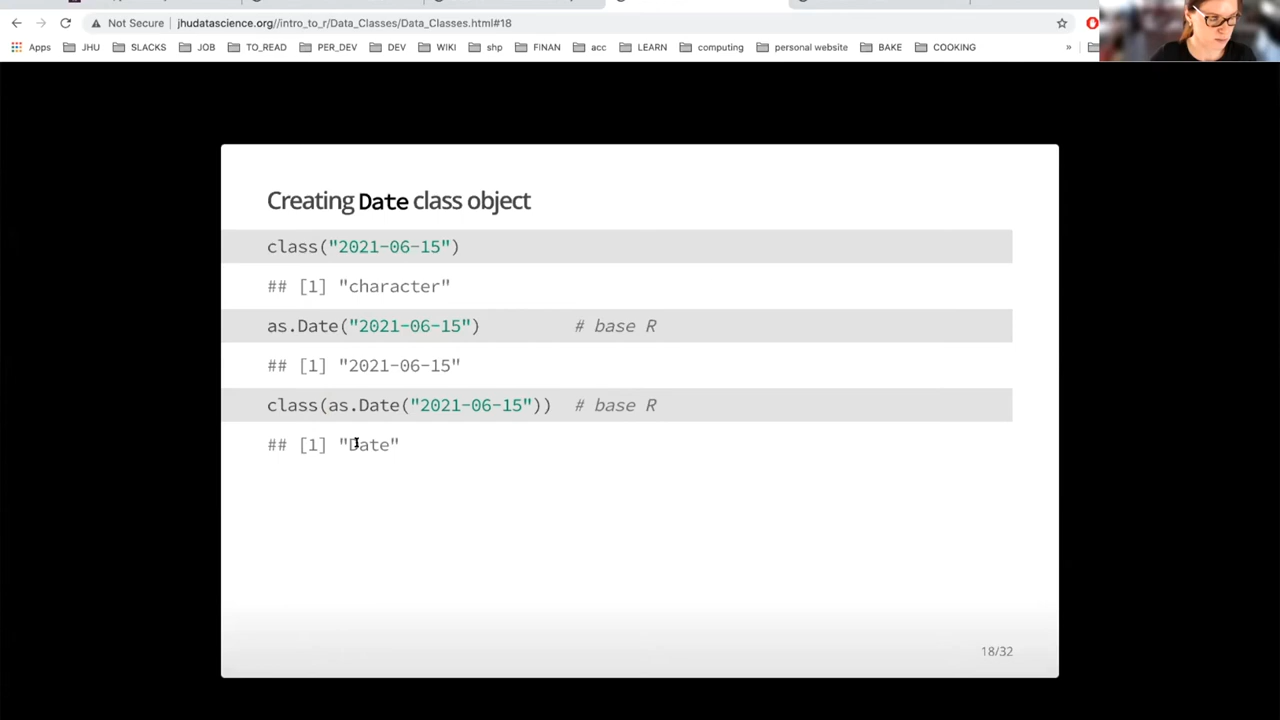 Not Secure | jhudatascience.org//intro_to_r/Data_Classes/Data_Classes.html#18
Apps JHU SLACKS JOB TO_READ PER_DEV DEV WIKI shp FINAN acc LEARN computing personal website BAKE COOKING »
Creating Date class object
class("2021-06-15")
## [1] "character"
as.Date("2021-06-15") # base R
## [1] "2021-06-15"
class(as.Date("2021-06-15")) # base R
## [1] "Date"
18/32